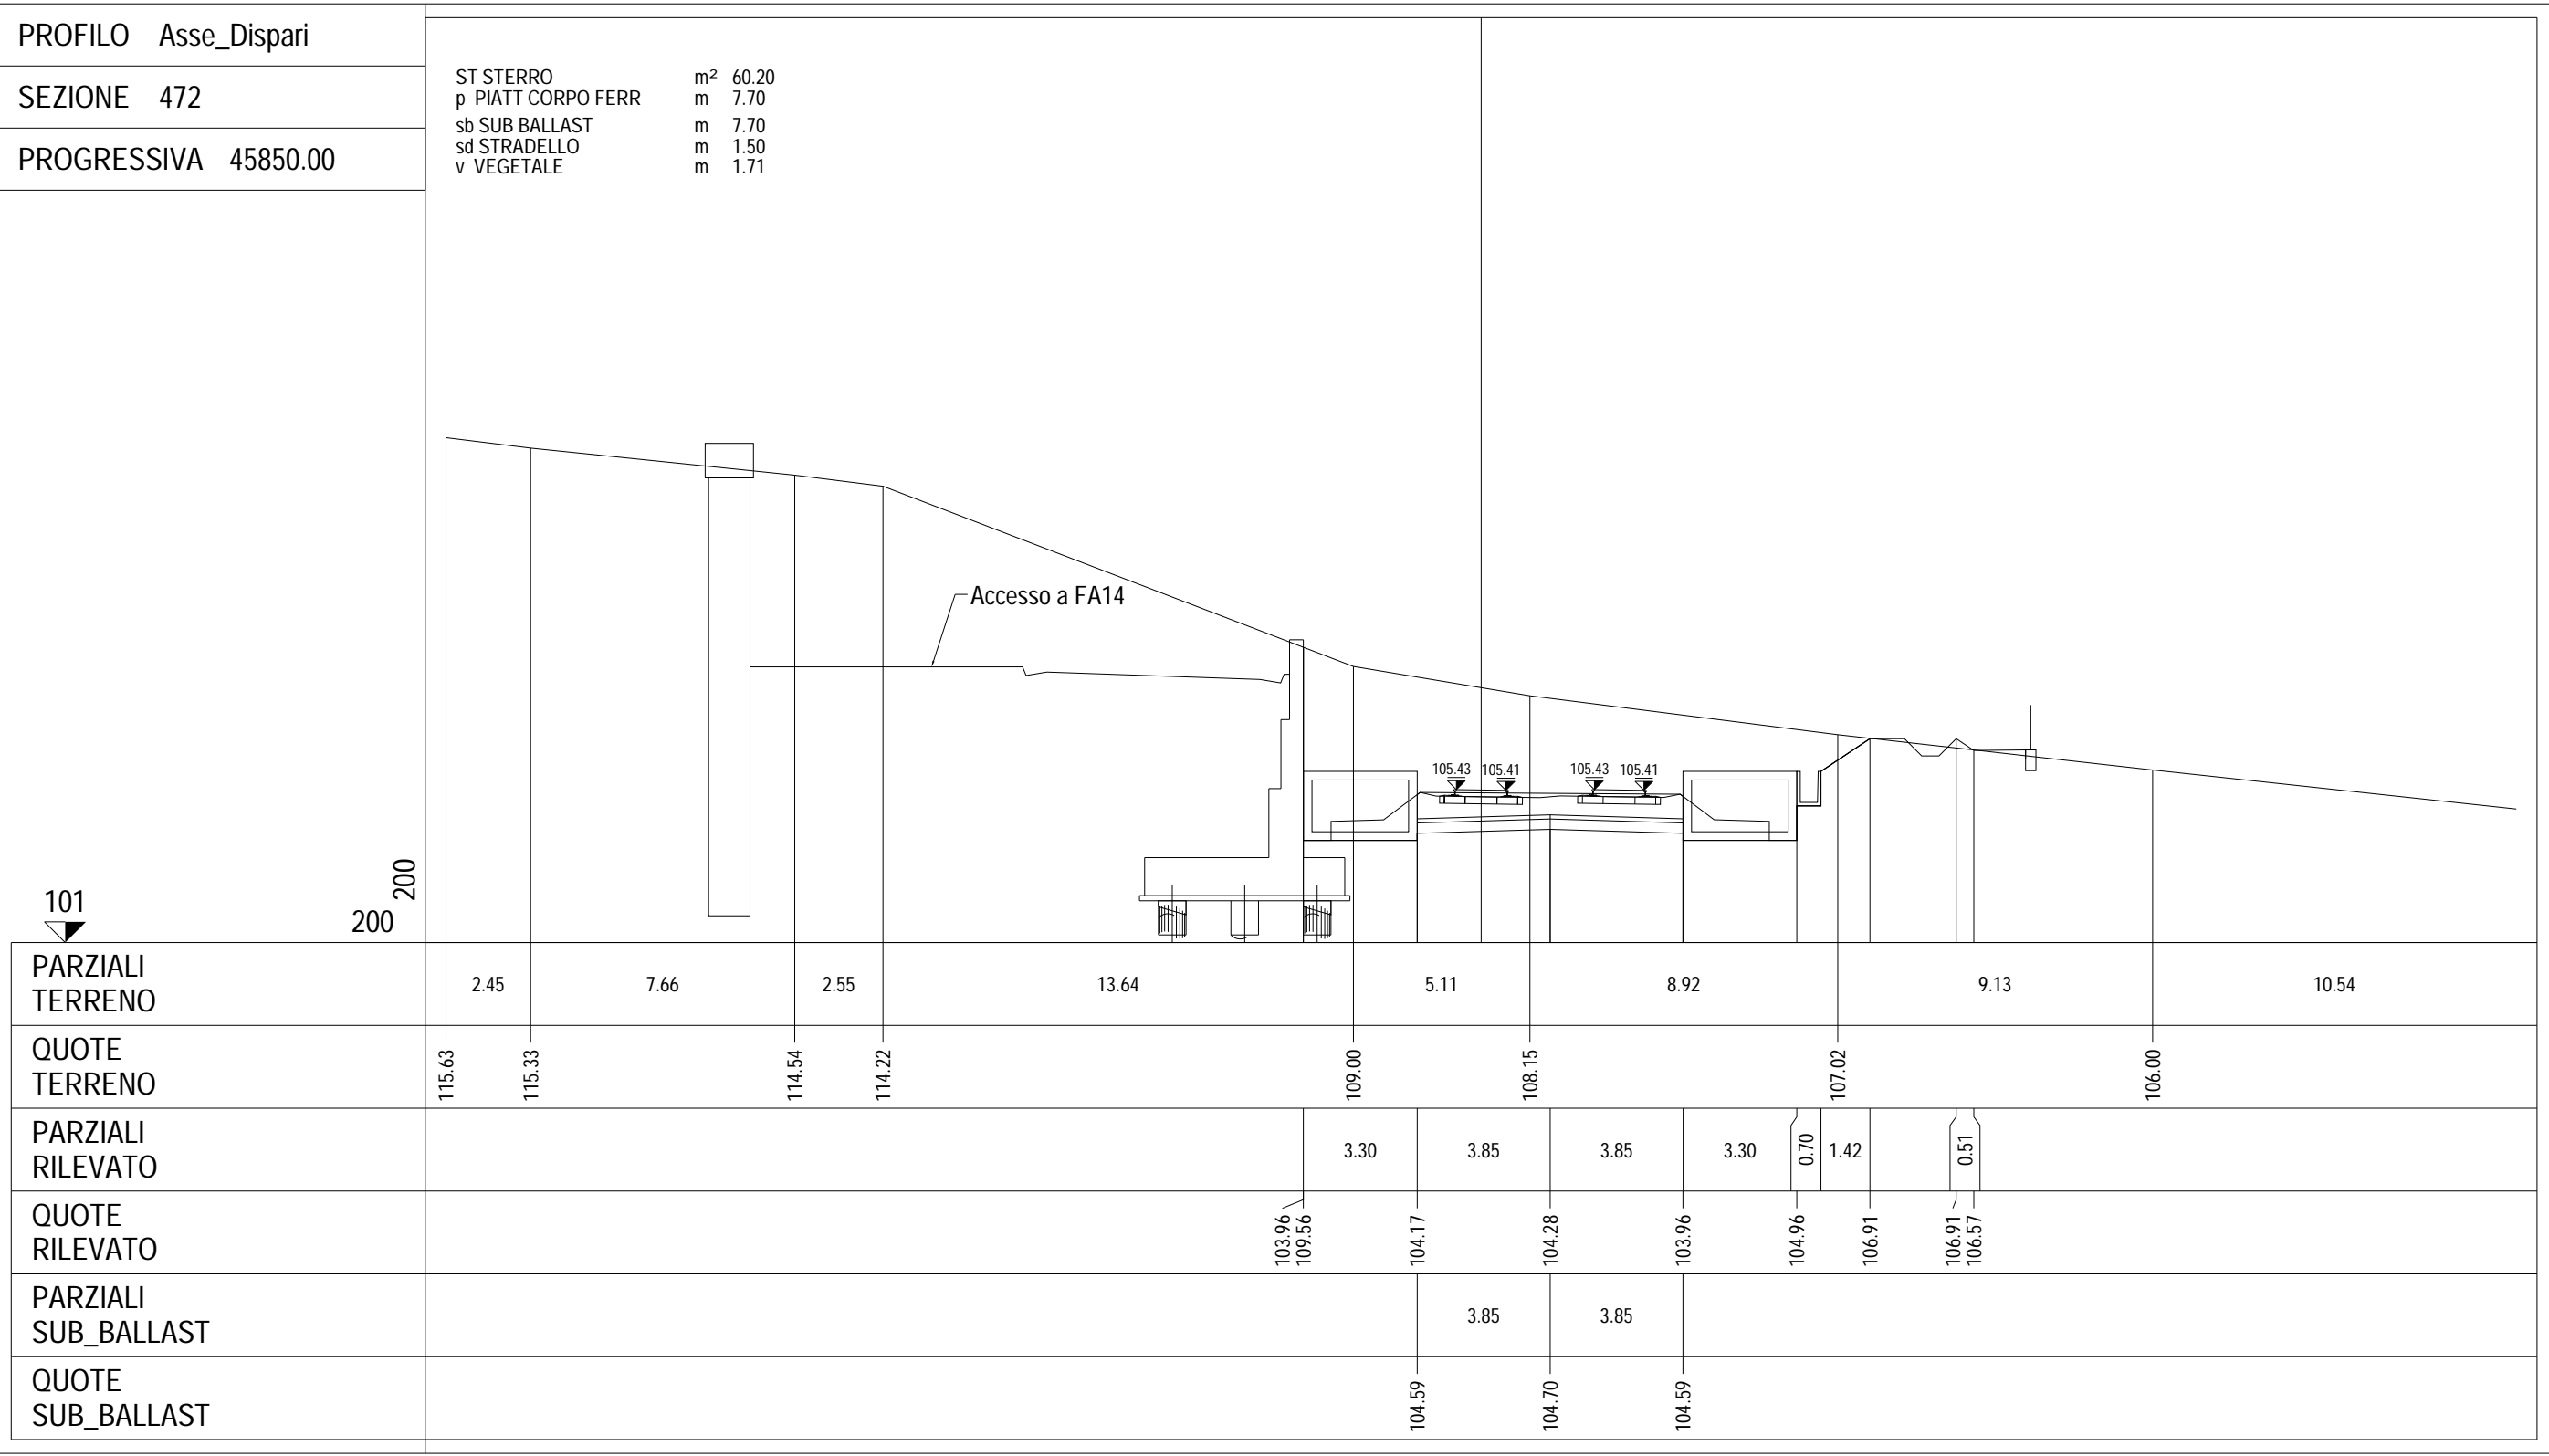 PROFILO Asse_Dispari
SEZIONE 472
PROGRESSIVA 45850.00
ST STERRO m² 60.20
p PIATT CORPO FERR m 7.70
sb SUB BALLAST m 7.70
sd STRADELLO m 1.50
v VEGETALE m 1.71
Accesso a FA14
105.43 105.41 105.43 105.41
200
101
200
PARZIALI
TERRENO
2.45 7.66 2.55 13.64 5.11 8.92 9.13 10.54
QUOTE
TERRENO
115.63 115.33 114.54 114.22 109.00 108.15 107.02 106.00
PARZIALI
RILEVATO
3.30 3.85 3.85 3.30 0.70 1.42 0.51
QUOTE
RILEVATO
103.96 109.56 104.17 104.28 103.96 104.96 106.91 106.91 106.57
PARZIALI
SUB_BALLAST
3.85 3.85
QUOTE
SUB_BALLAST
104.59 104.70 104.59